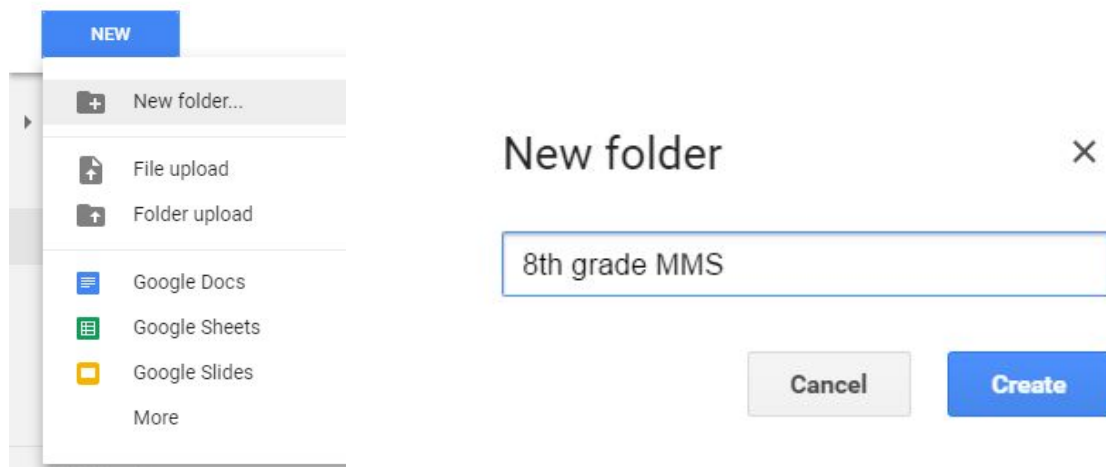 NEW
New folder...
File upload
Folder upload
Google Docs
Google Sheets
Google Slides
More
New folder
8th grade MMS
Cancel
Create